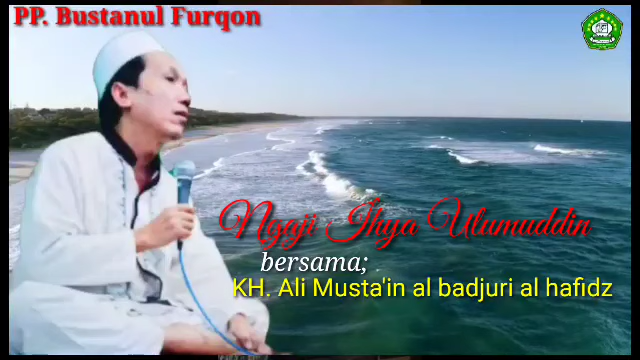 PP. Bustanul Furqon
Ngaji Ihya Ulumuddin
bersama;
KH. Ali Musta'in al badjuri al hafidz